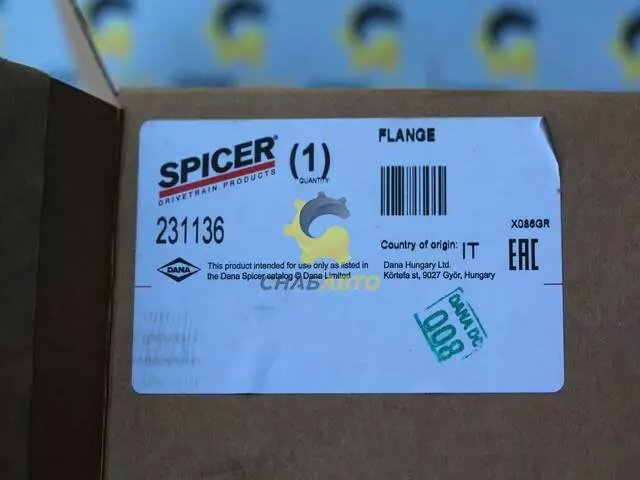 SPICER®
DRIVETRAIN PRODUCTS
(1)
QUANTITY
FLANGE
231136
X086GR
Country of origin: IT
EAC
DANA
This product intended for use only as listed in
the Dana Spicer catalog © Dana Limited
Dana Hungary Ltd.
Körtefa st, 9027 Győr, Hungary
СНАБАВТО
DANA DC
008